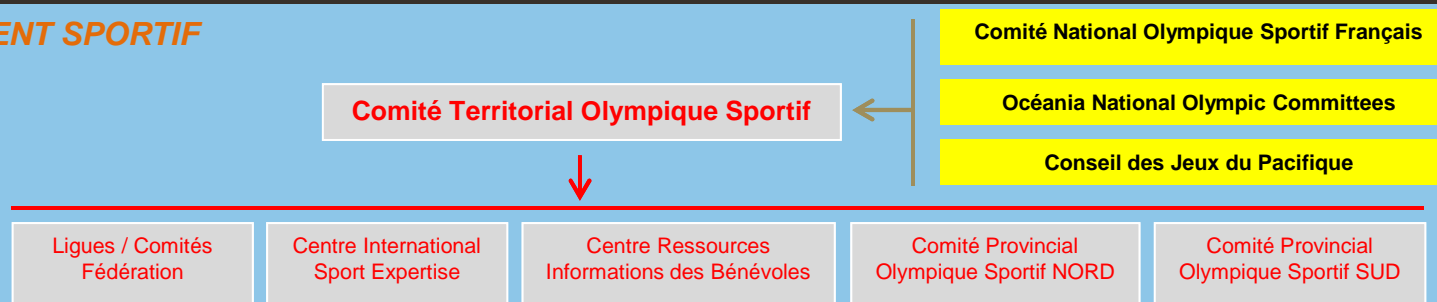 ENT SPORTIF
Comité National Olympique Sportif Français
Comité Territorial Olympique Sportif
Océania National Olympic Committees
Conseil des Jeux du Pacifique
Ligues / Comités
Fédération
Centre International
Sport Expertise
Centre Ressources
Informations des Bénévoles
Comité Provincial
Olympique Sportif NORD
Comité Provincial
Olympique Sportif SUD